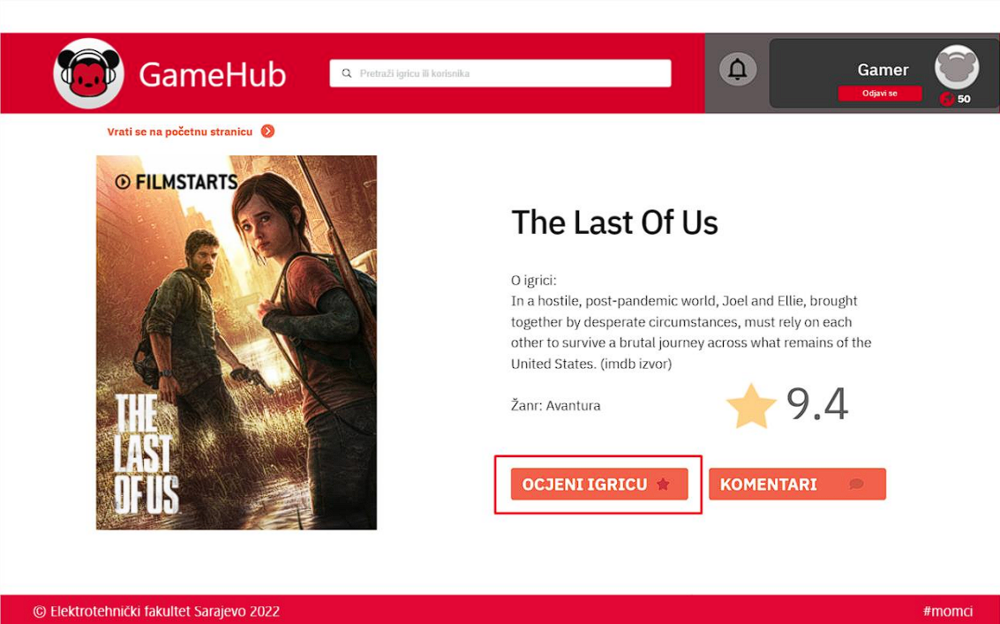 GameHub
Pretraži igricu ili korisnika
Gamer
Odjavi se
50
Vrati se na početnu stranicu
FILMSTARTS
THE
LAST
OF US
The Last Of Us
O igrici:
In a hostile, post-pandemic world, Joel and Ellie, brought
together by desperate circumstances, must rely on each
other to survive a brutal journey across what remains of the
United States. (imdb izvor)
Žanr: Avantura
9.4
OCJENI IGRICU
KOMENTARI
© Elektrotehnički fakultet Sarajevo 2022
#momci